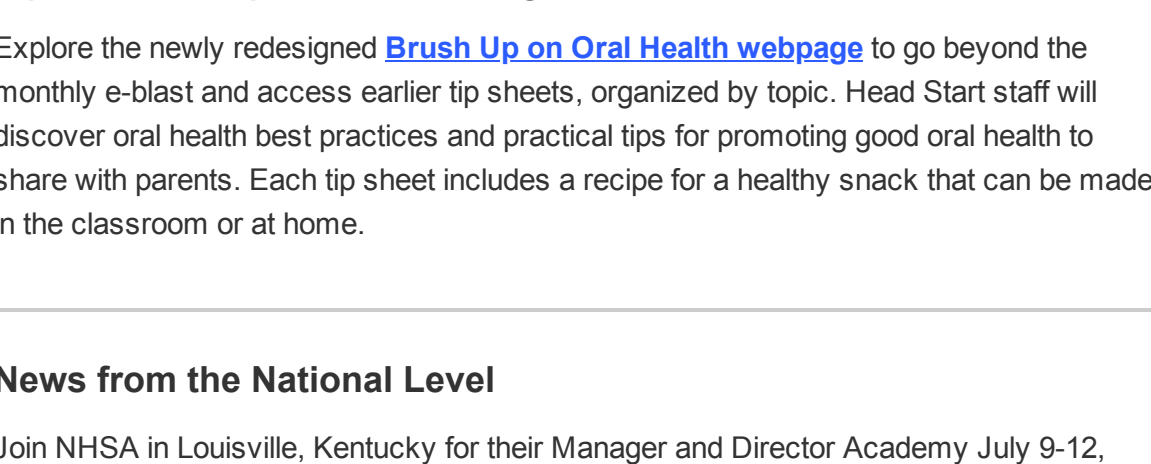 Explore the newly redesigned Brush Up on Oral Health webpage to go beyond the
monthly e-blast and access earlier tip sheets, organized by topic. Head Start staff will
discover oral health best practices and practical tips for promoting good oral health to
share with parents. Each tip sheet includes a recipe for a healthy snack that can be made
in the classroom or at home.
News from the National Level
Join NHSA in Louisville, Kentucky for their Manager and Director Academy July 9-12,